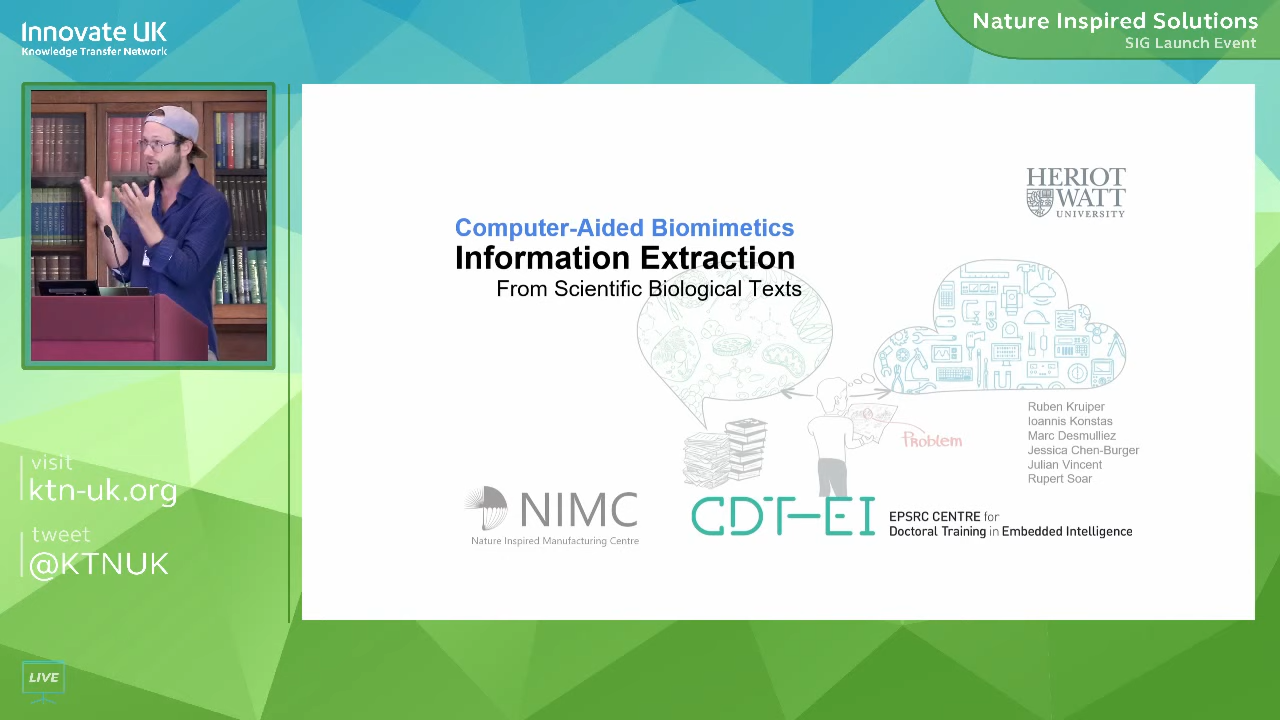 Innovate UK
Knowledge Transfer Network
Nature Inspired Solutions
SIG Launch Event
HERIOT
WATT
UNIVERSITY
Computer-Aided Biomimetics
Information Extraction
From Scientific Biological Texts
Problem
Ruben Kruiper
Ioannis Konstas
Marc Desmulliez
Jessica Chen-Burger
Julian Vincent
Rupert Soar
NIMC
Nature Inspired Manufacturing Centre
CDT-EI
EPSRC CENTRE for
Doctoral Training in Embedded Intelligence
visit
ktn-uk.org
tweet
@KTNUK
LIVE